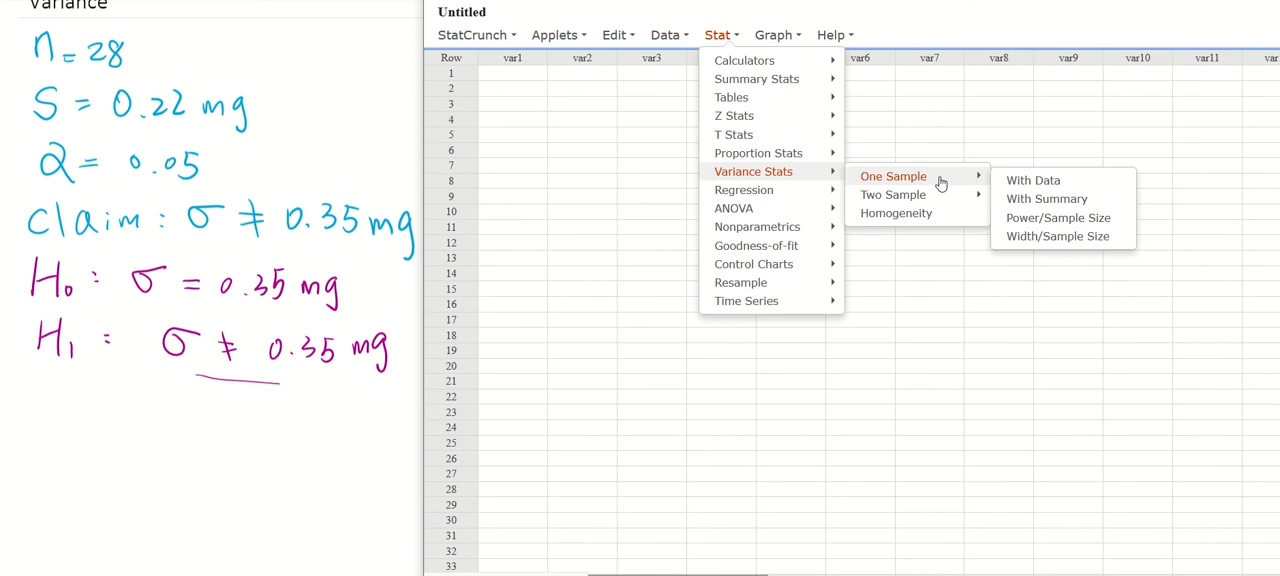 Variance
n = 28
S = 0.22 mg
α = 0.05
claim : σ ≠ 0.35 mg
H₀ : σ = 0.35 mg
H₁ : σ ≠ 0.35 mg
Untitled
StatCrunch Applets Edit Data Stat Graph Help
Row var1 var2 var3 var6 var7 var8 var9 var10 var11 var
1
2
3
4
5
6
7
8
9
10
11
12
13
14
15
16
17
18
19
20
21
22
23
24
25
26
27
28
29
30
31
32
33
Calculators
Summary Stats
Tables
Z Stats
T Stats
Proportion Stats
Variance Stats
Regression
ANOVA
Nonparametrics
Goodness-of-fit
Control Charts
Resample
Time Series
One Sample
Two Sample
Homogeneity
With Data
With Summary
Power/Sample Size
Width/Sample Size